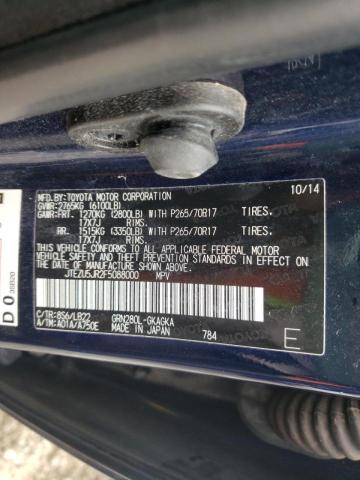 MFD.BY:TOYOTA MOTOR CORPORATION 10/14
GVWR:2765KG (6100LB)
GAWR:FRT. 1270KG (2800LB) WITH P265/70R17 TIRES.
17X7J RIMS.
RR. 1515KG (3350LB) WITH P265/70R17 TIRES.
17X7J RIMS.
THIS VEHICLE CONFORMS TO ALL APPLICABLE FEDERAL MOTOR
VEHICLE SAFETY, BUMPER, AND THEFT PREVENTION STANDARDS IN
EFFECT ON THE DATE OF MANUFACTURE SHOWN ABOVE.
JTEZU5JR2F5088000 MPV
C/TR:8S6/LB22 GRN280L-GKAGKA
A/TM:A01A/A750E MADE IN JAPAN 784 E
D 0